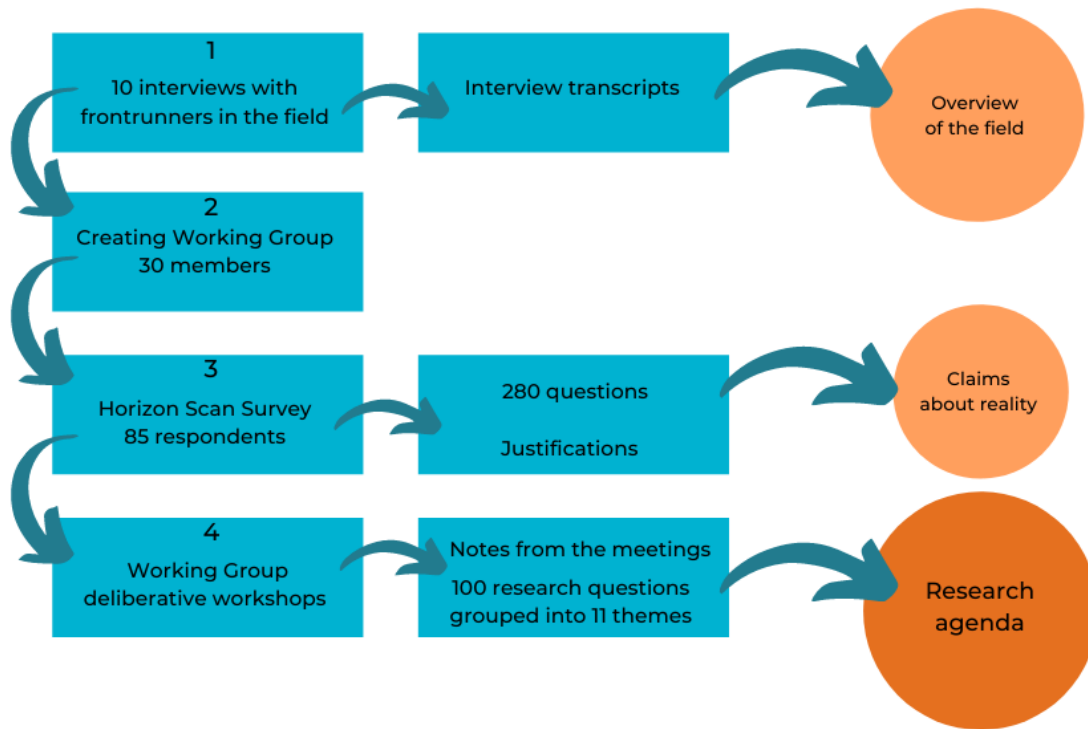 1
10 interviews with
frontrunners in the field
Interview transcripts
Overview
of the field
2
Creating Working Group
30 members
3
Horizon Scan Survey
85 respondents
280 questions
Justifications
Claims
about reality
4
Working Group
deliberative workshops
Notes from the meetings
100 research questions
grouped into 11 themes
Research
agenda